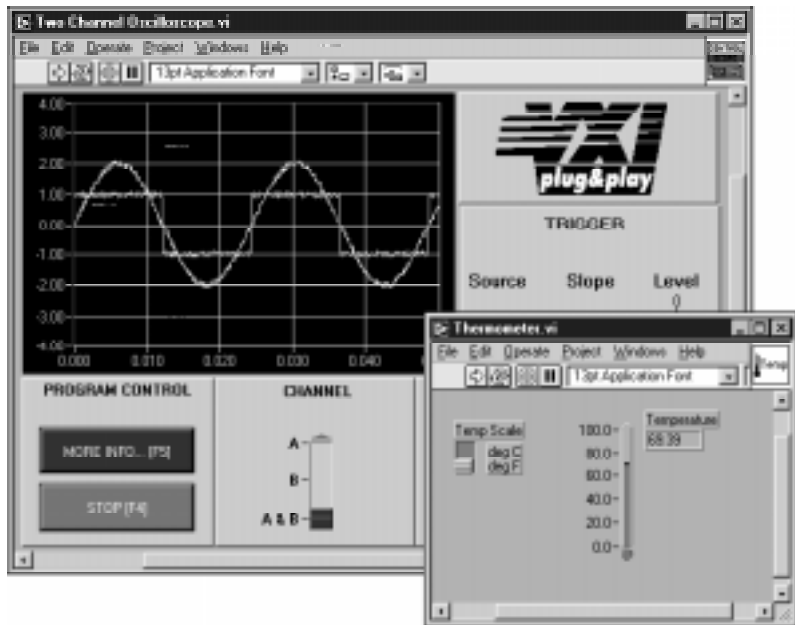 Two Channel Oscilloscope.vi
File Edit Operate Project Windows Help
13pt Application Font
4.00
3.00
2.00
1.00
0.00
-1.00
-2.00
-3.00
-4.00
0.000 0.010 0.020 0.030 0.040
VXI
plug&play
TRIGGER
Source Slope Level
0
PROGRAM CONTROL
MORE INFO... [F5]
STOP [F4]
CHANNEL
A
B
A & B
Thermometer.vi
File Edit Operate Project Windows Help
13pt Application Font
Temp
Temp Scale
deg C
deg F
100.0
80.0
60.0
40.0
20.0
0.0
Temperature